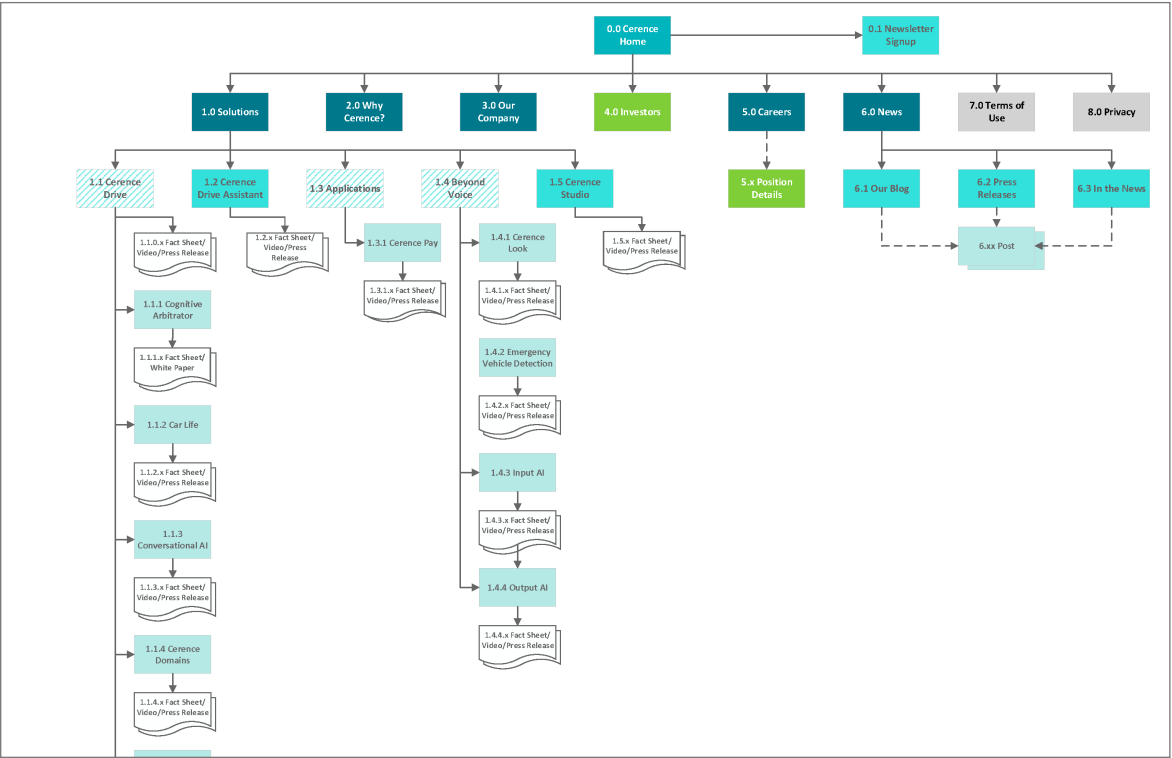 0.0 Cerence
Home
0.1 Newsletter
Signup
1.0 Solutions
2.0 Why
Cerence?
3.0 Our
Company
4.0 Investors
5.0 Careers
6.0 News
7.0 Terms of
Use
8.0 Privacy
1.1 Cerence
Drive
1.2 Cerence
Drive Assistant
1.3 Applications
1.4 Beyond
Voice
1.5 Cerence
Studio
5.x Position
Details
6.1 Our Blog
6.2 Press
Releases
6.3 In the News
1.1.0.x Fact Sheet/
Video/Press Release
1.2.x Fact Sheet/
Video/Press
Release
1.3.1 Cerence Pay
1.4.1 Cerence
Look
1.5.x Fact Sheet/
Video/Press Release
6.xx Post
1.3.1.x Fact Sheet/
Video/Press Release
1.4.1.x Fact Sheet/
Video/Press Release
1.1.1 Cognitive
Arbitrator
1.1.1.x Fact Sheet/
White Paper
1.4.2 Emergency
Vehicle Detection
1.4.2.x Fact Sheet/
Video/Press Release
1.1.2 Car Life
1.1.2.x Fact Sheet/
Video/Press Release
1.4.3 Input AI
1.4.3.x Fact Sheet/
Video/Press Release
1.1.3
Conversational AI
1.1.3.x Fact Sheet/
Video/Press Release
1.4.4 Output AI
1.4.4.x Fact Sheet/
Video/Press Release
1.1.4 Cerence
Domains
1.1.4.x Fact Sheet/
Video/Press Release